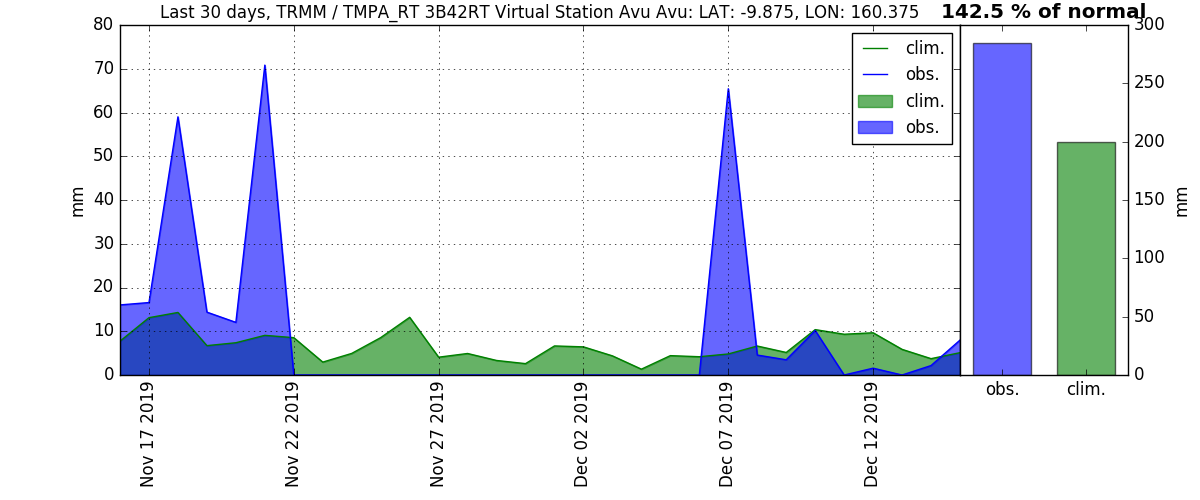 Last 30 days, TRMM / TMPA_RT 3B42RT Virtual Station Avu Avu: LAT: -9.875, LON: 160.375
142.5 % of normal
80
70
60
50
40
30
20
10
0
mm
clim.
obs.
clim.
obs.
300
250
200
150
100
50
0
mm
Nov 17 2019
Nov 22 2019
Nov 27 2019
Dec 02 2019
Dec 07 2019
Dec 12 2019
obs.
clim.